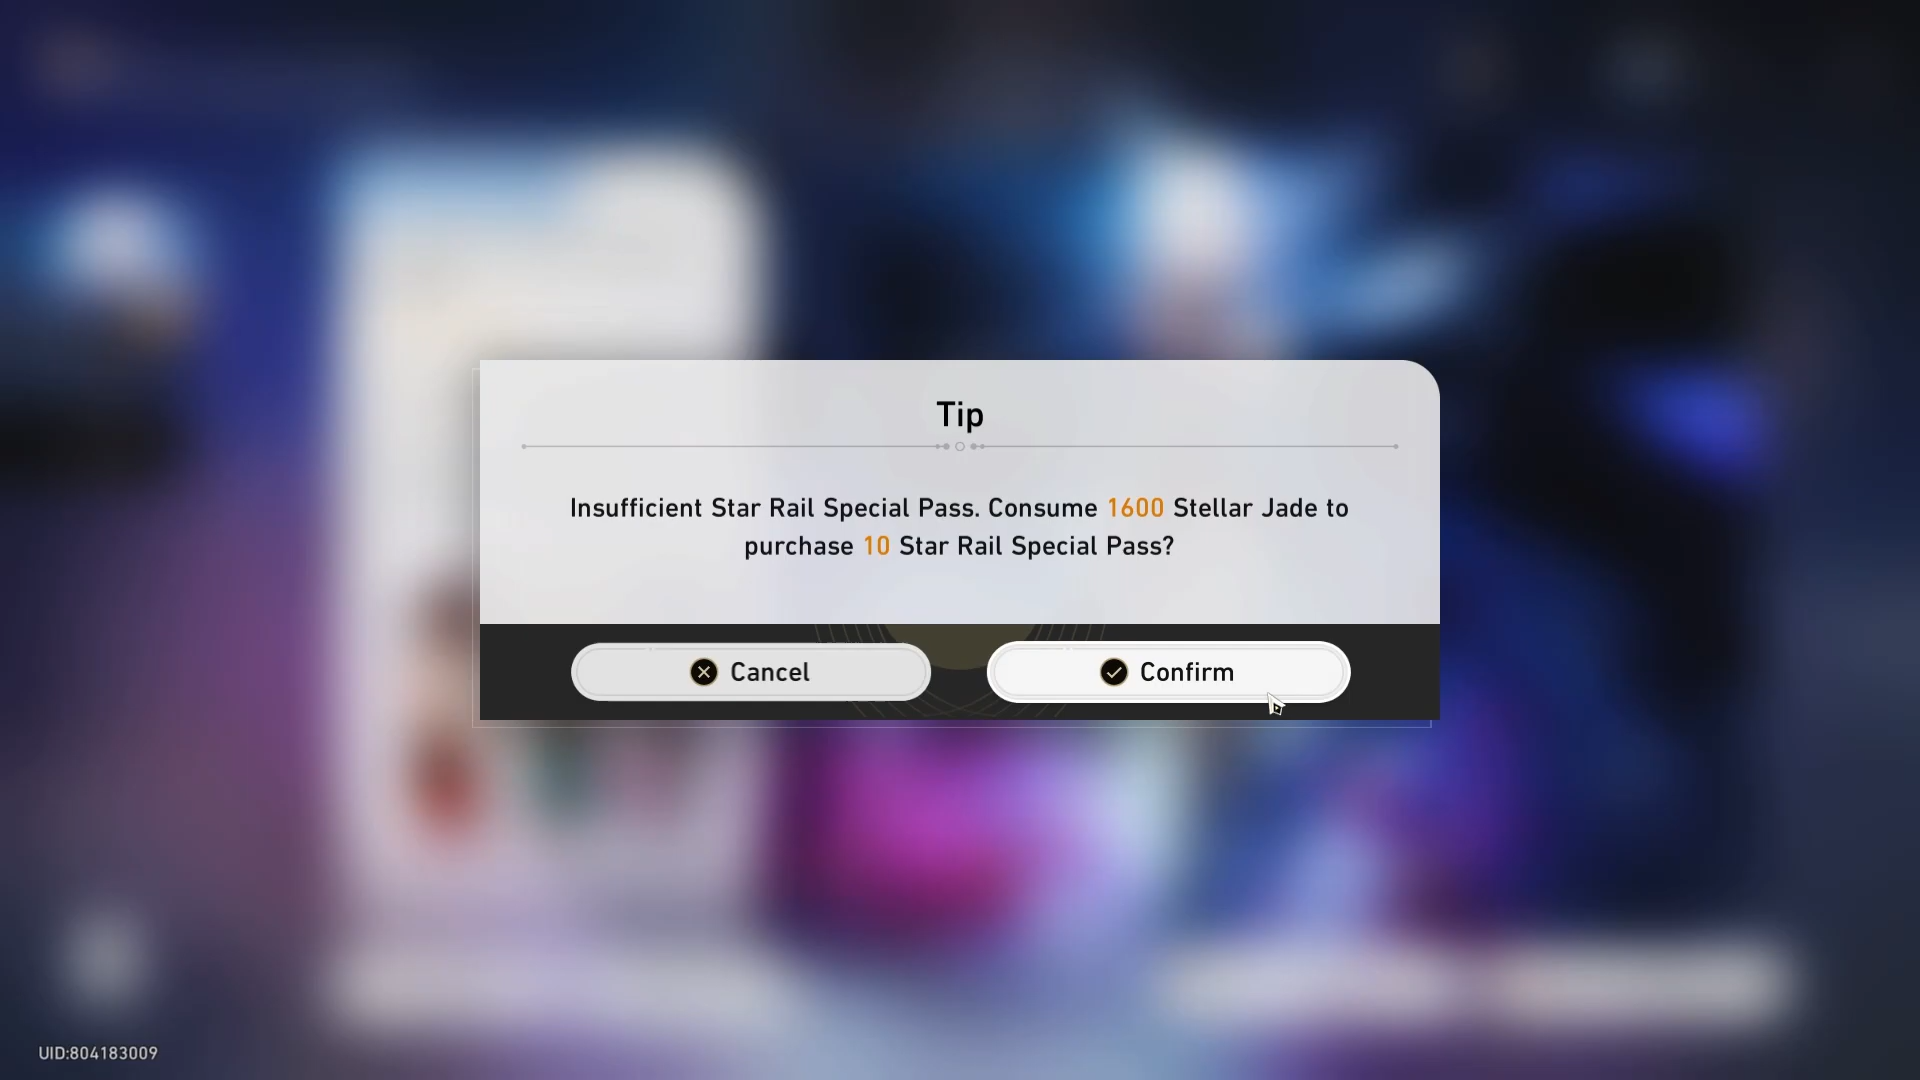 Tip
Insufficient Star Rail Special Pass. Consume 1600 Stellar Jade to
purchase 10 Star Rail Special Pass?
Cancel
Confirm
UID:804183009